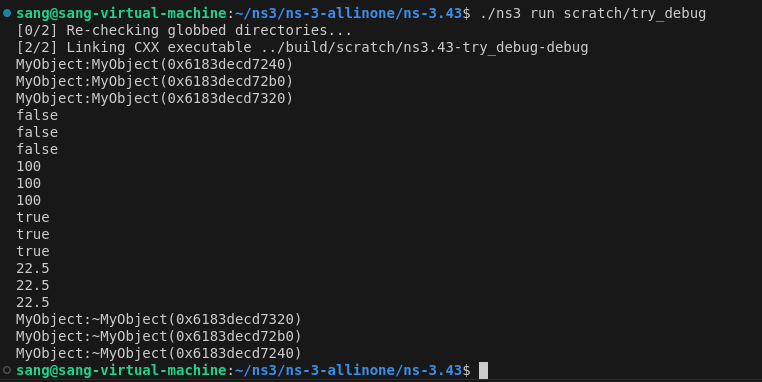 sang@sang-virtual-machine:~/ns3/ns-3-allinone/ns-3.43$ ./ns3 run scratch/try_debug
[0/2] Re-checking globbed directories...
[2/2] Linking CXX executable ../build/scratch/ns3.43-try_debug-debug
MyObject:MyObject(0x6183decd7240)
MyObject:MyObject(0x6183decd72b0)
MyObject:MyObject(0x6183decd7320)
false
false
false
100
100
100
true
true
true
22.5
22.5
22.5
MyObject:~MyObject(0x6183decd7320)
MyObject:~MyObject(0x6183decd72b0)
MyObject:~MyObject(0x6183decd7240)
sang@sang-virtual-machine:~/ns3/ns-3-allinone/ns-3.43$